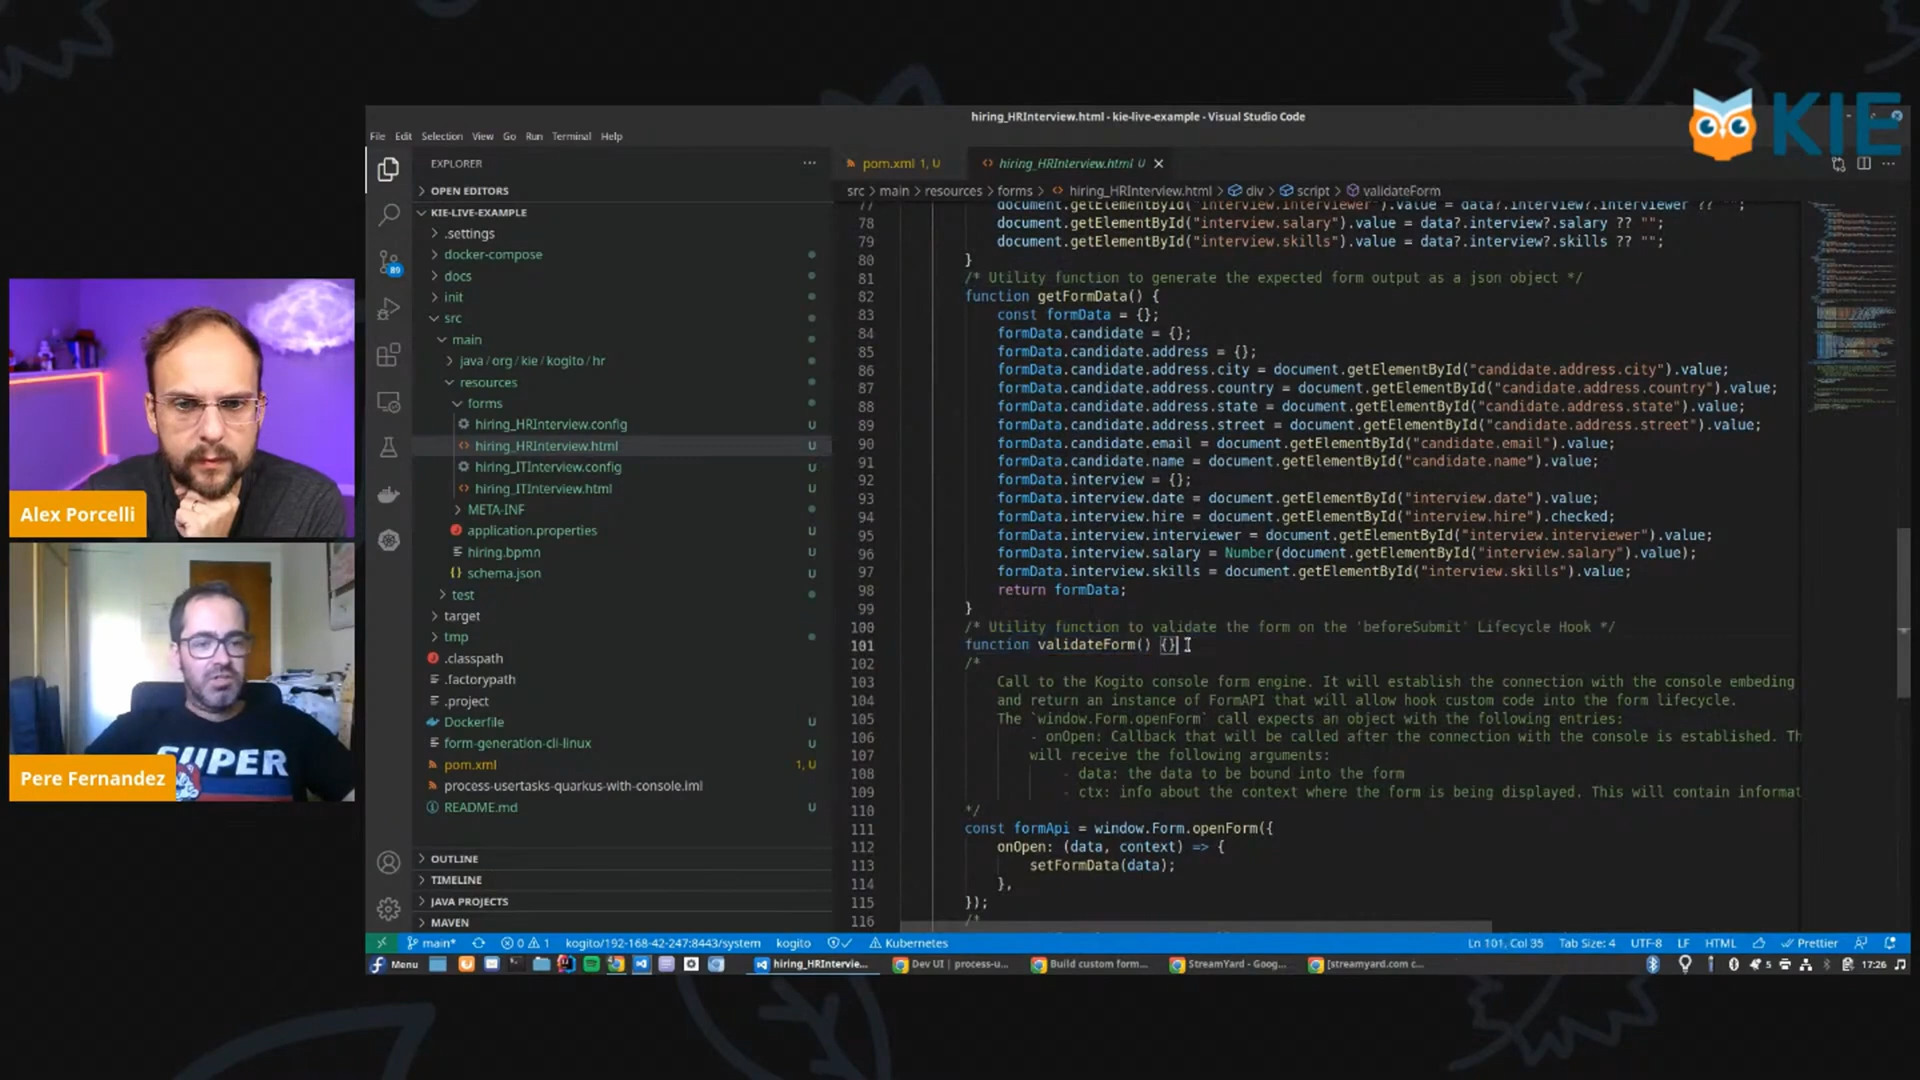 KIE
hiring_HRInterview.html - kie-live-example - Visual Studio Code
File Edit Selection View Go Run Terminal Help
EXPLORER
pom.xml 1, U
hiring_HRInterview.html U
OPEN EDITORS
src > main > resources > forms > hiring_HRInterview.html > div > script > validateForm
KIE-LIVE-EXAMPLE
.settings
docker-compose
docs
init
src
main
java / org / kie / kogito / hr
resources
forms
hiring_HRInterview.config U
hiring_HRInterview.html U
hiring_ITInterview.config U
hiring_ITInterview.html U
META-INF
application.properties U
hiring.bpmn U
schema.json U
test
target
tmp
.classpath
.factorypath
.project
Dockerfile U
form-generation-cli-linux U
pom.xml 1, U
process-usertasks-quarkus-with-console.iml
README.md U
OUTLINE
TIMELINE
JAVA PROJECTS
MAVEN
77 document.getElementById("interview.interviewer").value = data?.interview?.interviewer ?? "";
78 document.getElementById("interview.salary").value = data?.interview?.salary ?? "";
79 document.getElementById("interview.skills").value = data?.interview?.skills ?? "";
80 }
81 /* Utility function to generate the expected form output as a json object */
82 function getFormData() {
83 const formData = {};
84 formData.candidate = {};
85 formData.candidate.address = {};
86 formData.candidate.address.city = document.getElementById("candidate.address.city").value;
87 formData.candidate.address.country = document.getElementById("candidate.address.country").value;
88 formData.candidate.address.state = document.getElementById("candidate.address.state").value;
89 formData.candidate.address.street = document.getElementById("candidate.address.street").value;
90 formData.candidate.email = document.getElementById("candidate.email").value;
91 formData.candidate.name = document.getElementById("candidate.name").value;
92 formData.interview = {};
93 formData.interview.date = document.getElementById("interview.date").value;
94 formData.interview.hire = document.getElementById("interview.hire").checked;
95 formData.interview.interviewer = document.getElementById("interview.interviewer").value;
96 formData.interview.salary = Number(document.getElementById("interview.salary").value);
97 formData.interview.skills = document.getElementById("interview.skills").value;
98 return formData;
99 }
100 /* Utility function to validate the form on the 'beforeSubmit' Lifecycle Hook */
101 function validateForm() {}
102 /*
103 Call to the Kogito console form engine. It will establish the connection with the console embeding
104 and return an instance of FormAPI that will allow hook custom code into the form lifecycle.
105 The `window.Form.openForm` call expects an object with the following entries:
106 - onOpen: Callback that will be called after the connection with the console is established. Th
107 will receive the following arguments:
108 - data: the data to be bound into the form
109 - ctx: info about the context where the form is being displayed. This will contain informat
110 */
111 const formApi = window.Form.openForm({
112 onOpen: (data, context) => {
113 setFormData(data);
114 },
115 });
116 /*
89
Alex Porcelli
SUPER
Pere Fernandez
main* 0 1 kogito/192-168-42-247:8443/system kogito Kubernetes Ln 101, Col 35 Tab Size: 4 UTF-8 LF HTML Prettier
Menu hiring_HRIntervie... Dev UI | process-u... Build custom form... StreamYard - Goog... [streamyard.com c... 5 17:26